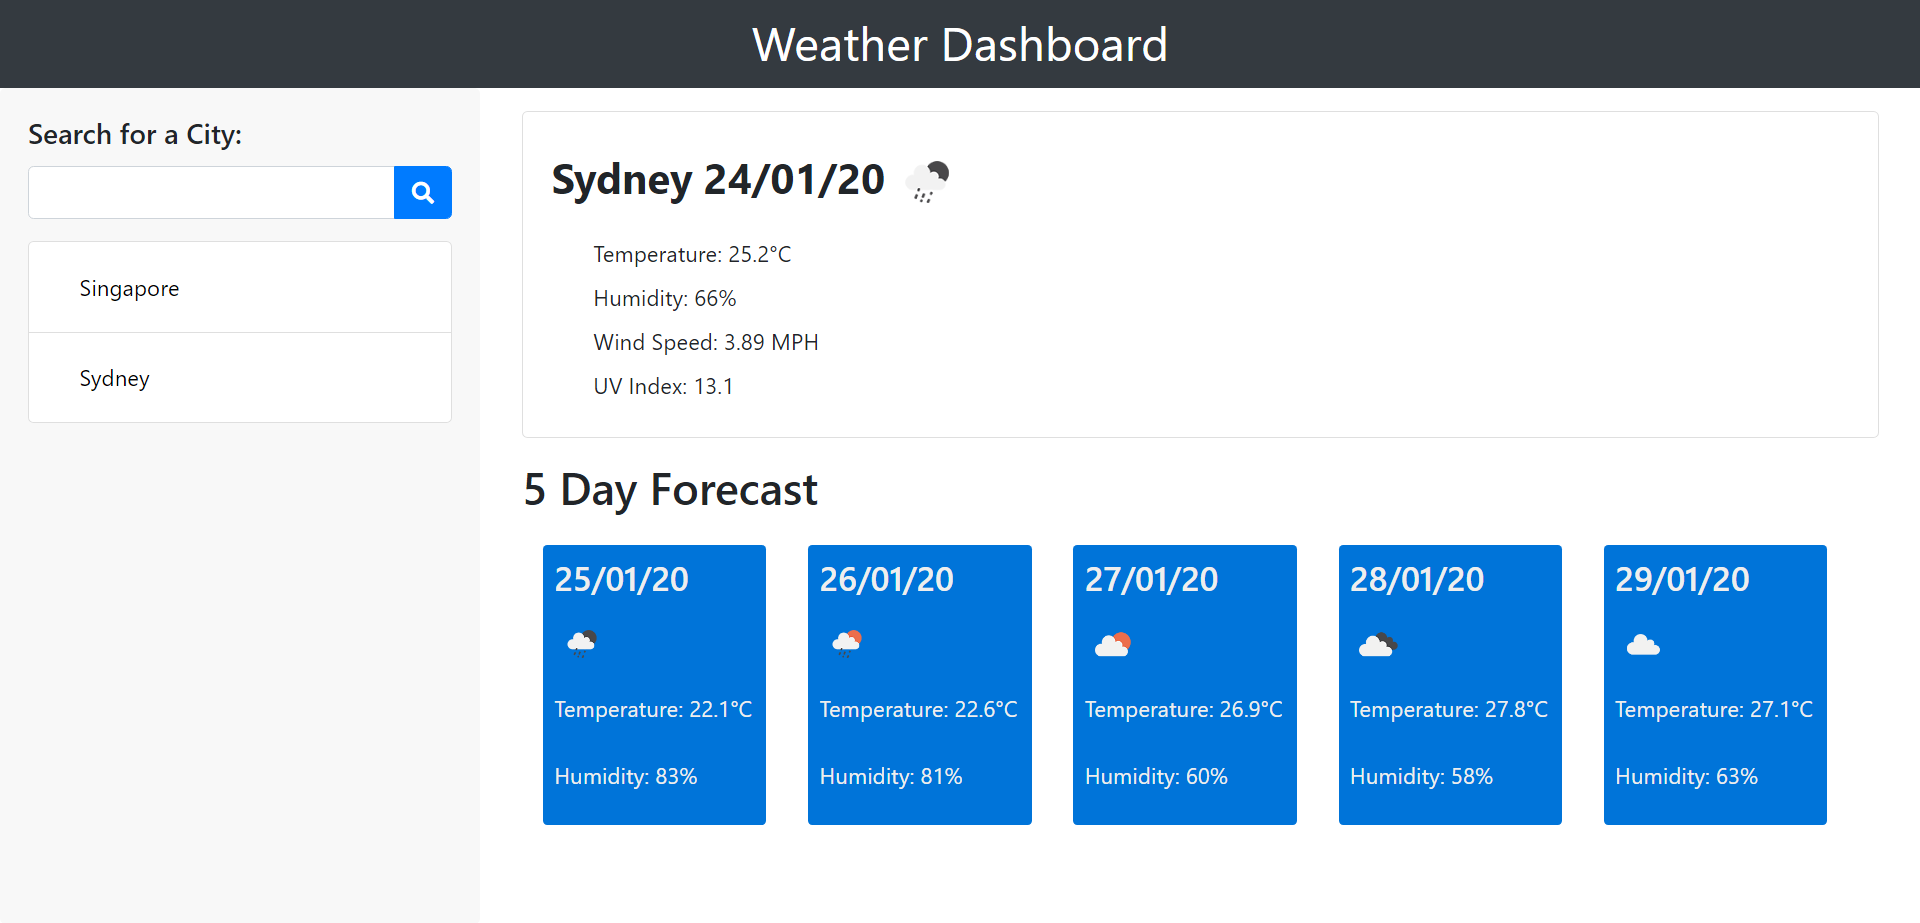 Weather Dashboard
Search for a City:
Singapore
Sydney
Sydney 24/01/20
Temperature: 25.2°C
Humidity: 66%
Wind Speed: 3.89 MPH
UV Index: 13.1
5 Day Forecast
25/01/20
Temperature: 22.1°C
Humidity: 83%
26/01/20
Temperature: 22.6°C
Humidity: 81%
27/01/20
Temperature: 26.9°C
Humidity: 60%
28/01/20
Temperature: 27.8°C
Humidity: 58%
29/01/20
Temperature: 27.1°C
Humidity: 63%